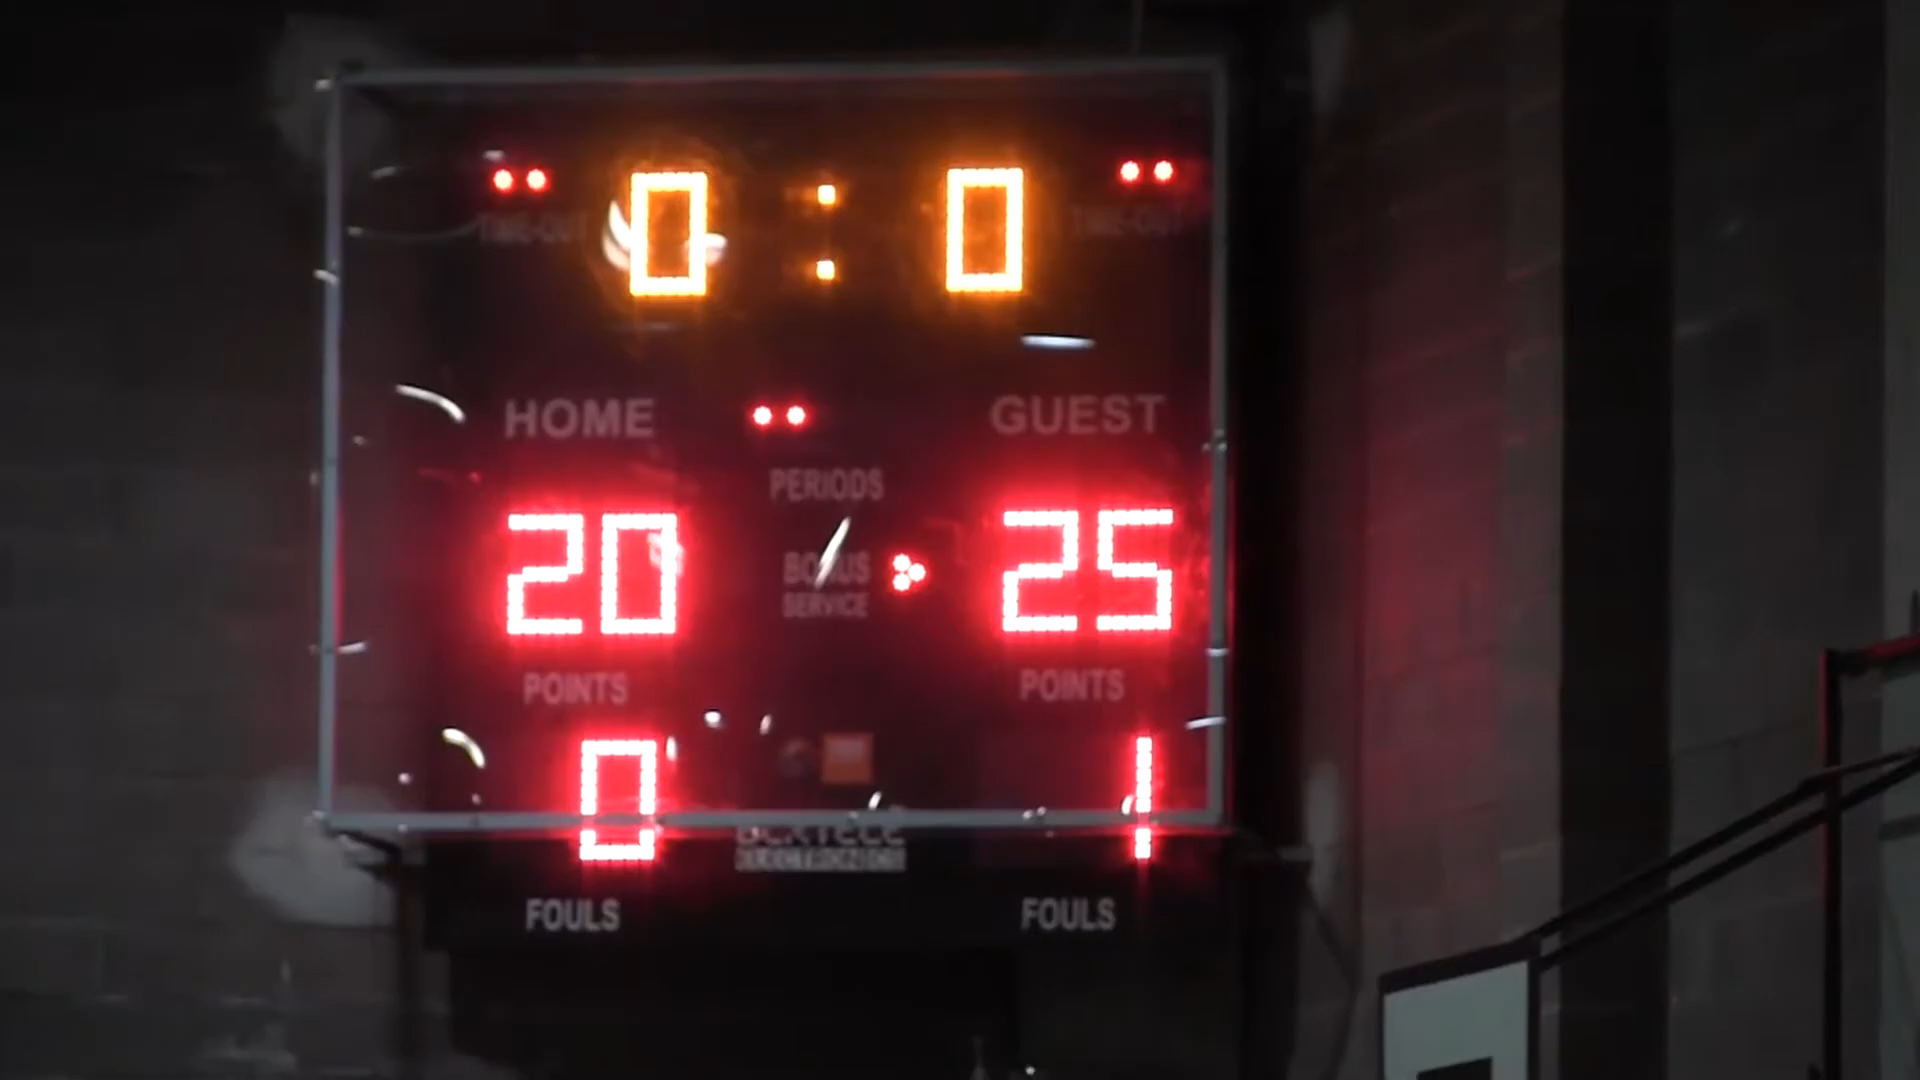 0 : 0
TIME-OUT TIME-OUT
HOME GUEST
PERIODS
20 25
BONUS
SERVICE
POINTS POINTS
0 1
ELECTRONICS
FOULS FOULS